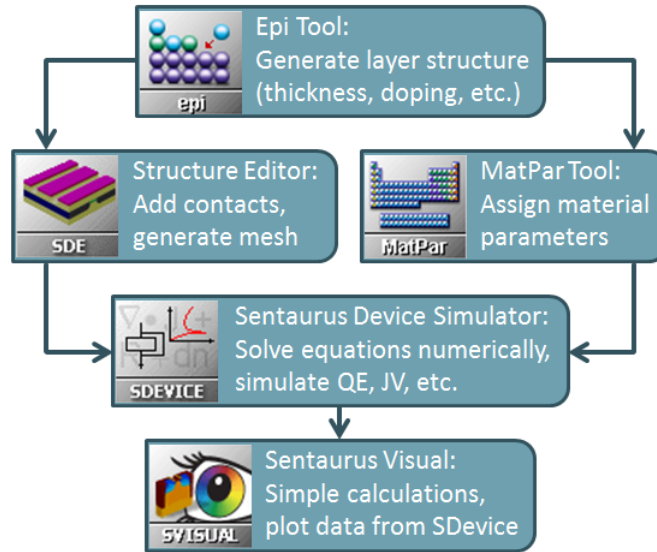 Epi Tool:
Generate layer structure
(thickness, doping, etc.)
epi
Structure Editor:
Add contacts,
generate mesh
SDE
MatPar Tool:
Assign material
parameters
MatPar
Sentaurus Device Simulator:
Solve equations numerically,
simulate QE, JV, etc.
SDEVICE
Sentaurus Visual:
Simple calculations,
plot data from SDevice
SVISUAL